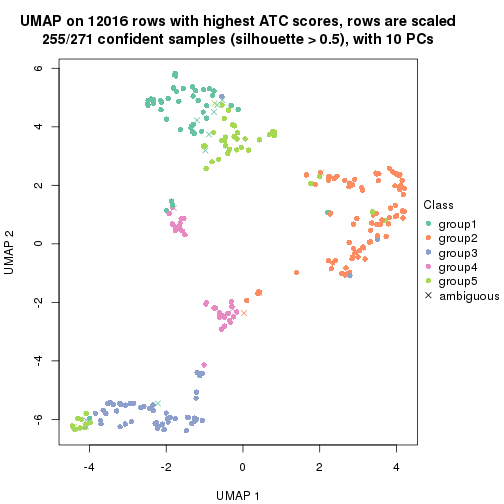 UMAP on 12016 rows with highest ATC scores, rows are scaled
255/271 confident samples (silhouette > 0.5), with 10 PCs
6
4
2
0
-2
-4
-6
UMAP 2
-4
-2
0
2
4
UMAP 1
Class
group1
group2
group3
group4
group5
ambiguous